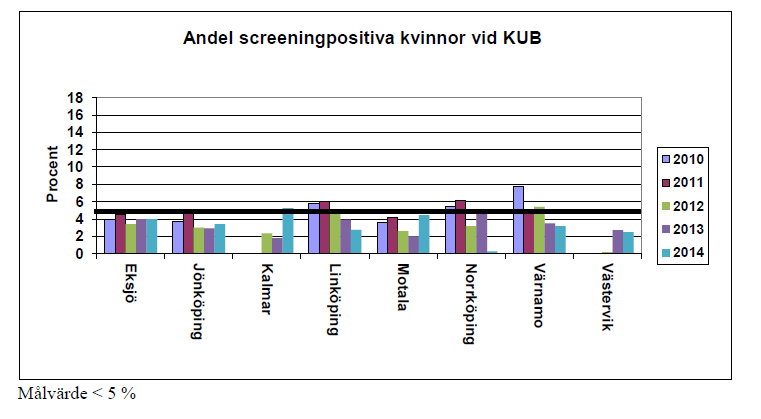 Andel screeningpositiva kvinnor vid KUB
Procent
18
16
14
12
10
8
6
4
2
0
Eksjö
Jönköping
Kalmar
Linköping
Motala
Norrköping
Värnamo
Västervik
2010
2011
2012
2013
2014
Målvärde < 5 %